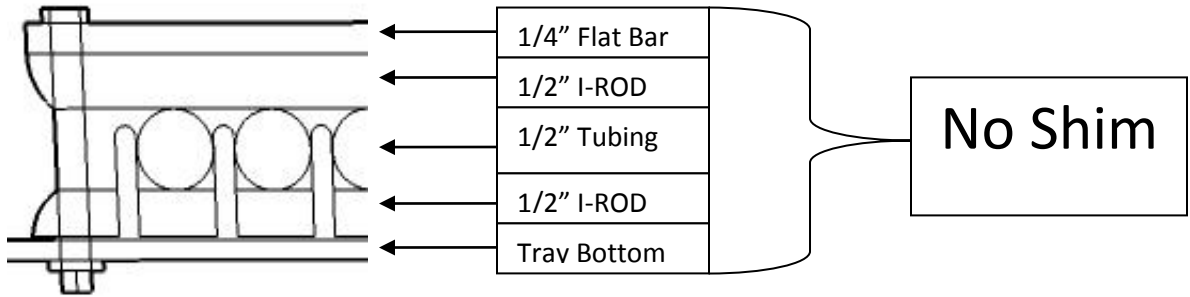 1/4” Flat Bar
1/2” I-ROD
1/2” Tubing
1/2” I-ROD
Tray Bottom
No Shim